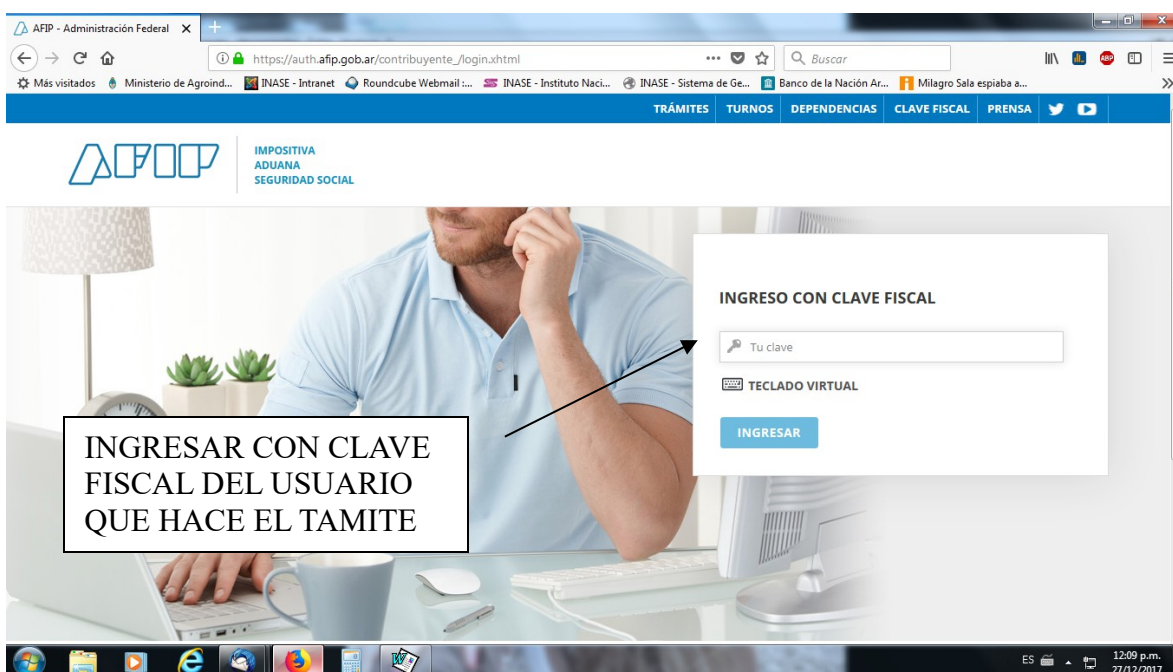 AFIP - Administración Federal
https://auth.afip.gob.ar/contribuyente_/login.xhtml
Buscar
Más visitados
Ministerio de Agroind...
INASE - Intranet
Roundcube Webmail :...
INASE - Instituto Naci...
INASE - Sistema de Ge...
Banco de la Nación Ar...
Milagro Sala espiaba a...
TRÁMITES TURNOS DEPENDENCIAS CLAVE FISCAL PRENSA
AFIP
IMPOSITIVA
ADUANA
SEGURIDAD SOCIAL
INGRESO CON CLAVE FISCAL
Tu clave
TECLADO VIRTUAL
INGRESAR
INGRESAR CON CLAVE
FISCAL DEL USUARIO
QUE HACE EL TAMITE
ABP
ES
12:09 p.m.
27/12/2017